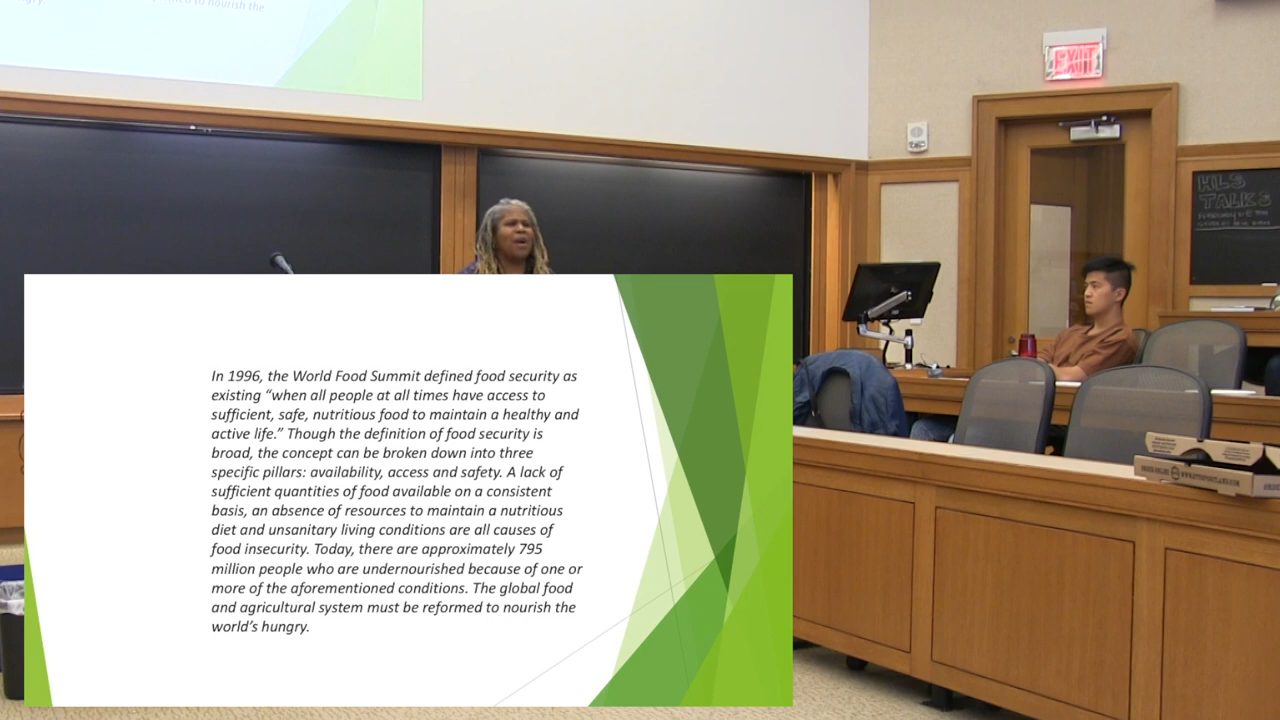 nourish the
EXIT
HLS
TALKS
In 1996, the World Food Summit defined food security as
existing “when all people at all times have access to
sufficient, safe, nutritious food to maintain a healthy and
active life.” Though the definition of food security is
broad, the concept can be broken down into three
specific pillars: availability, access and safety. A lack of
sufficient quantities of food available on a consistent
basis, an absence of resources to maintain a nutritious
diet and unsanitary living conditions are all causes of
food insecurity. Today, there are approximately 795
million people who are undernourished because of one or
more of the aforementioned conditions. The global food
and agricultural system must be reformed to nourish the
world’s hungry.